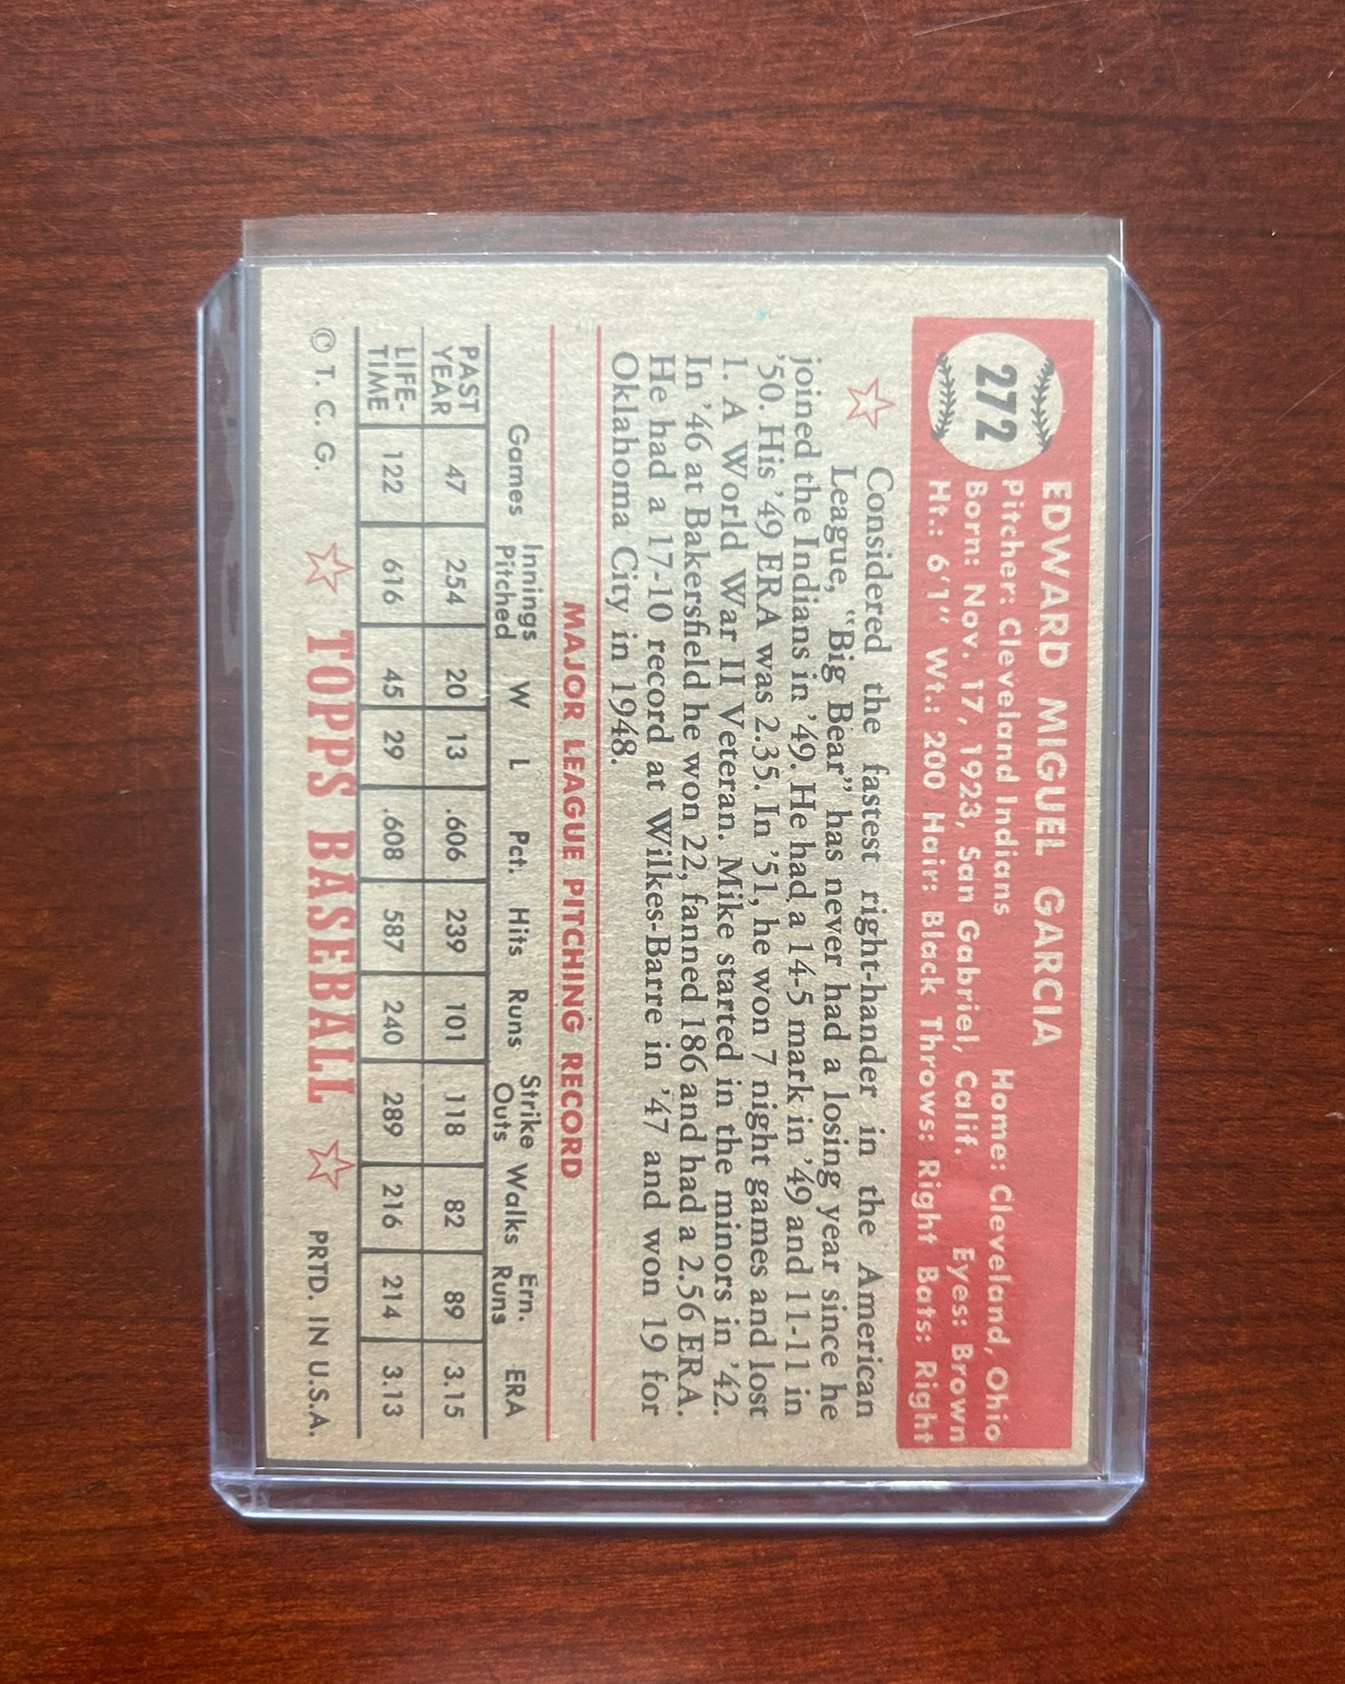 272
EDWARD MIGUEL GARCIA
Pitcher: Cleveland Indians Home: Cleveland, Ohio
Born: Nov. 17, 1923, San Gabriel, Calif. Eyes: Brown
Ht.: 6'1" Wt.: 200 Hair: Black Throws: Right Bats: Right
Considered the fastest right-hander in the American
League, "Big Bear" has never had a losing year since he
joined the Indians in '49. He had a 14-5 mark in '49 and 11-11 in
'50. His '49 ERA was 2.35. In '51, he won 7 night games and lost
1. A World War II Veteran. Mike started in the minors in '42.
In '46 at Bakersfield he won 22, fanned 186 and had a 2.56 ERA.
He had a 17-10 record at Wilkes-Barre in '47 and won 19 for
Oklahoma City in 1948.
MAJOR LEAGUE PITCHING RECORD
Games Innings Pitched W L Pct. Hits Runs Strike Outs Walks Ern. Runs ERA
PAST YEAR 47 254 20 13 .606 239 101 118 82 89 3.15
LIFE-TIME 122 616 45 29 .608 587 240 289 216 214 3.13
© T. C. G. TOPPS BASEBALL PRTD. IN U.S.A.